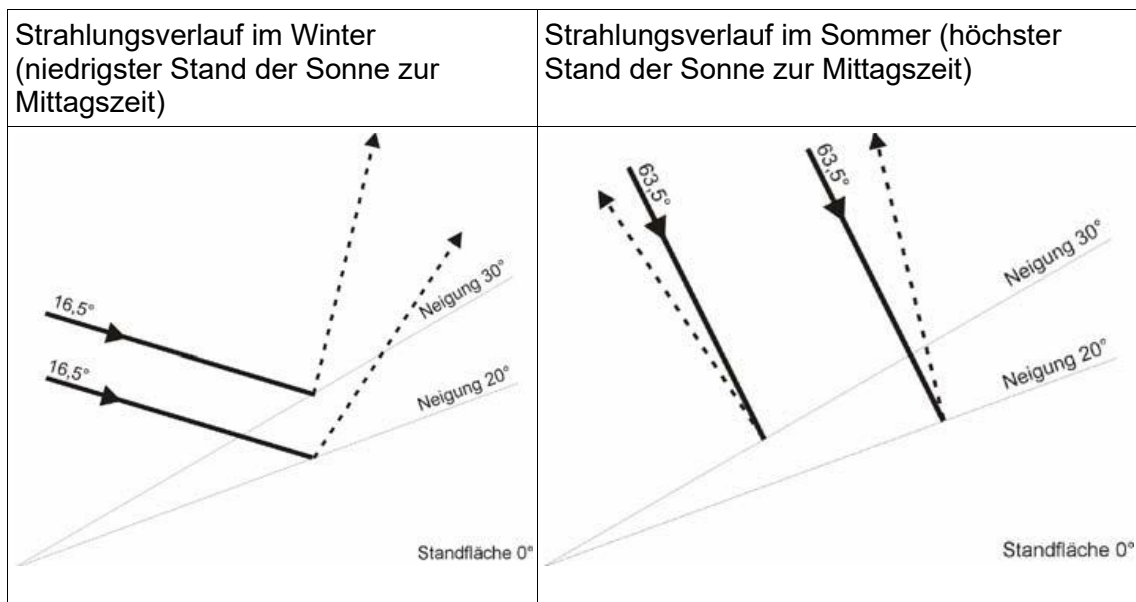 Strahlungsverlauf im Winter
(niedrigster Stand der Sonne zur
Mittagszeit)
Strahlungsverlauf im Sommer (höchster
Stand der Sonne zur Mittagszeit)
16,5°
16,5°
Neigung 30°
Neigung 20°
Standfläche 0°
63,5°
63,5°
Neigung 30°
Neigung 20°
Standfläche 0°